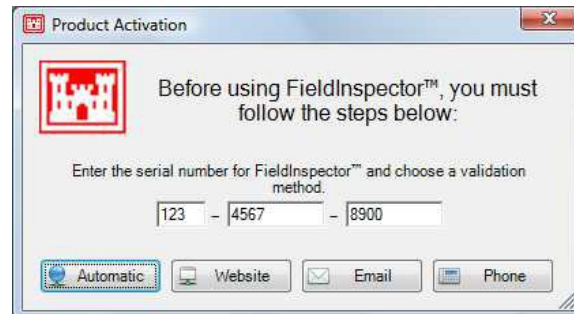 Product Activation
Before using FieldInspector™, you must
follow the steps below:
Enter the serial number for FieldInspector™ and choose a validation
method.
123 – 4567 – 8900
Automatic Website Email Phone